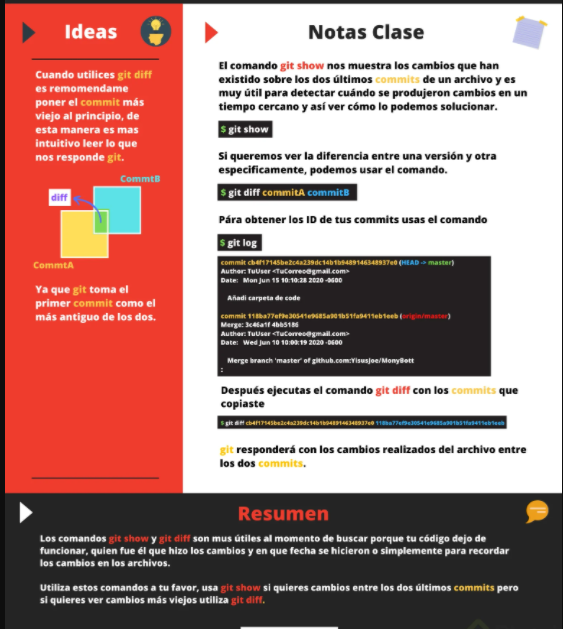 Ideas
Cuando utilices git diff
es remomendame
poner el commit más
viejo al principio, de
esta manera es mas
intuitivo leer lo que
nos responde git.
CommtB
diff
CommtA
Ya que git toma el
primer commit como el
más antiguo de los dos.
Notas Clase
El comando git show nos muestra los cambios que han
existido sobre los dos últimos commits de un archivo y es
muy útil para detectar cuándo se produjeron cambios en un
tiempo cercano y así ver cómo lo podemos solucionar.
$ git show
Si queremos ver la diferencia entre una versión y otra
especificamente, podemos usar el comando.
$ git diff commitA commitB
Pára obtener los ID de tus commits usas el comando
$ git log
commit cb4f17145be2c4a239dc14b1b9489146348937e0 (HEAD -> master)
Author: TuUser <TuCorreo@gmail.com>
Date: Mon Jun 15 10:10:28 2020 -0600
Añadi carpeta de code
commit 118ba77ef9e30541e9685a901b51fa9411eb1eeb (origin/master)
Merge: 3c46a1f 4bb5186
Author: TuUser <TuCorreo@gmail.com>
Date: Wed Jun 10 10:00:19 2020 -0600
Merge branch 'master' of github.com:YisusJoe/MonyBott
:
Después ejecutas el comando git diff con los commits que
copiaste
$ git diff cb4f17145be2c4a239dc14b1b9489146348937e0 118ba77ef9e30541e9685a901b51fa9411eb1eeb
git responderá con los cambios realizados del archivo entre
los dos commits.
Resumen
Los comandos git show y git diff son mus útiles al momento de buscar porque tu código dejo de
funcionar, quien fue él que hizo los cambios y en que fecha se hicieron o simplemente para recordar
los cambios en los archivos.
Utiliza estos comandos a tu favor, usa git show si quieres cambios entre los dos últimos commits pero
si quieres ver cambios más viejos utiliza git diff.